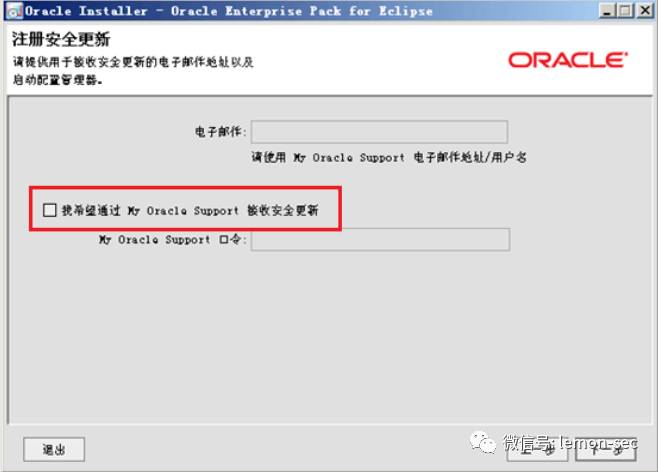 Oracle Installer - Oracle Enterprise Pack for Eclipse
注册安全更新
请提供用于接收安全更新的电子邮件地址以及
启动配置管理器。
ORACLE
电子邮件:
请使用 My Oracle Support 电子邮件地址/用户名
我希望通过 My Oracle Support 接收安全更新
My Oracle Support 口令:
退出
上一步
下一步
微信号: lemon-sec